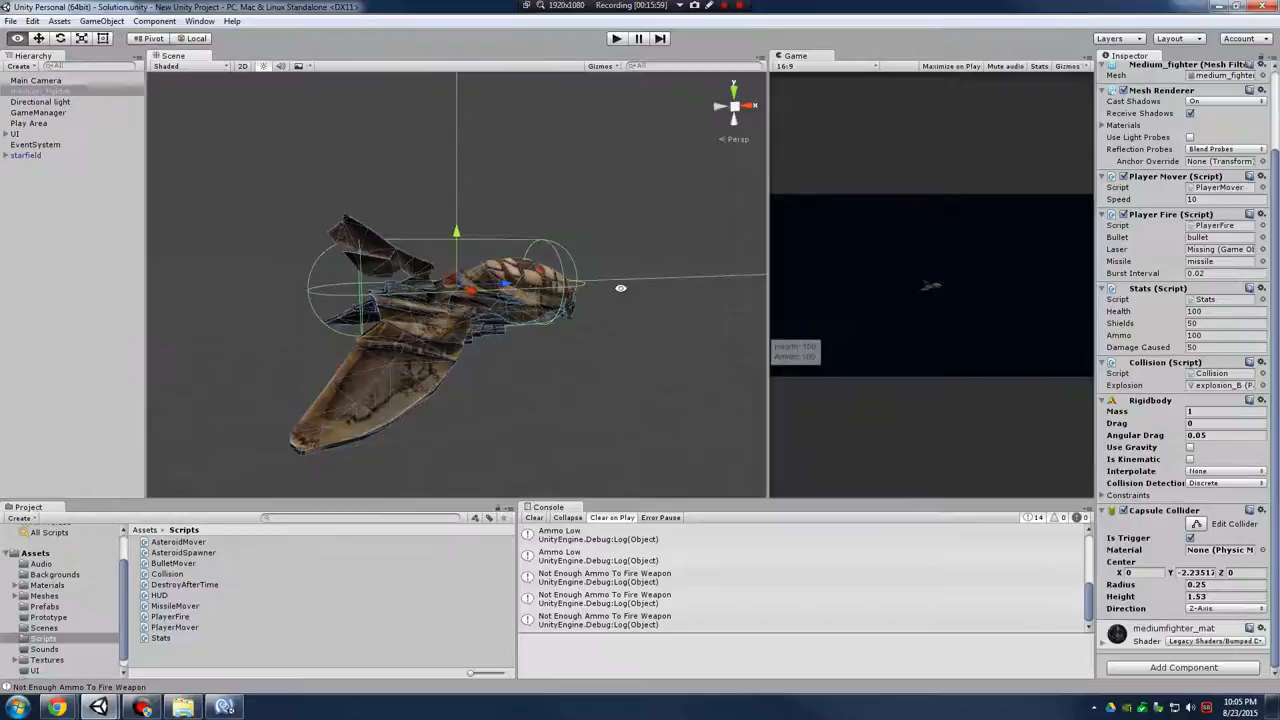 Unity Personal (64bit) - Solution.unity - New Unity Project - PC, Mac & Linux Standalone <DX11>
1920x1080 Recording [00:15:59]
File Edit Assets GameObject Component Window Help
Pivot Local
Layers Layout Account
Hierarchy
Create All
Main Camera
medium_fighter
Directional light
GameManager
Play Area
UI
EventSystem
starfield
Scene
Shaded 2D Gizmos All
y
x
Persp
Game
16:9 Maximize on Play Mute audio Stats Gizmos
Health: 100
Ammo: 100
Inspector
Medium_fighter (Mesh Filt
Mesh medium_fighter
Mesh Renderer
Cast Shadows On
Receive Shadows
Materials
Use Light Probes
Reflection Probes Blend Probes
Anchor Override None (Transform)
Player Mover (Script)
Script PlayerMover
Speed 10
Player Fire (Script)
Script PlayerFire
Bullet bullet
Laser Missing (Game Ob
Missile missile
Burst Interval 0.02
Stats (Script)
Script Stats
Health 100
Shields 50
Ammo 100
Damage Caused 50
Collision (Script)
Script Collision
Explosion explosion_B (P
Rigidbody
Mass 1
Drag 0
Angular Drag 0.05
Use Gravity
Is Kinematic
Interpolate None
Collision Detection Discrete
Constraints
Capsule Collider
Edit Collider
Is Trigger
Material None (Physic M
Center
X 0 Y -2.23517 Z 0
Radius 0.25
Height 1.53
Direction Z-Axis
mediumfighter_mat
Shader Legacy Shaders/Bumped D
Add Component
Project
Create
All Scripts
Assets
Audio
Backgrounds
Materials
Meshes
Prefabs
Prototype
Scenes
Scripts
Sounds
Textures
UI
Assets Scripts
AsteroidMover
AsteroidSpawner
BulletMover
Collision
DestroyAfterTime
HUD
MissileMover
PlayerFire
PlayerMover
Stats
Console
Clear Collapse Clear on Play Error Pause 14 0 0
Ammo Low
UnityEngine.Debug:Log(Object)
Ammo Low
UnityEngine.Debug:Log(Object)
Not Enough Ammo To Fire Weapon
UnityEngine.Debug:Log(Object)
Not Enough Ammo To Fire Weapon
UnityEngine.Debug:Log(Object)
Not Enough Ammo To Fire Weapon
UnityEngine.Debug:Log(Object)
Not Enough Ammo To Fire Weapon
10:05 PM
8/23/2015